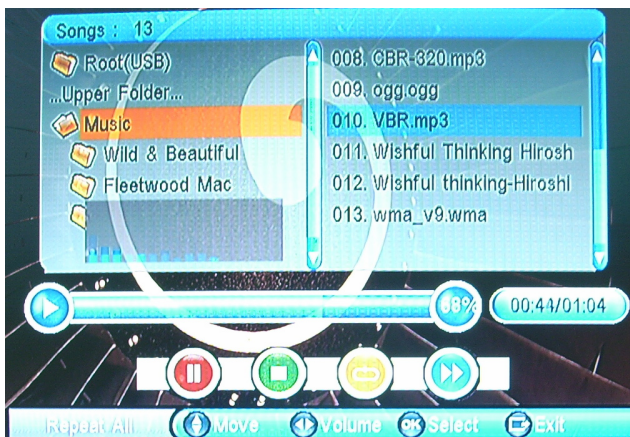 Songs : 13
Root(USB)
...Upper Folder...
Music
Wild & Beautiful
Fleetwood Mac
008. CBR-320.mp3
009. ogg.ogg
010. VBR.mp3
011. Wishful Thinking Hirosh
012. Wishful thinking-Hiroshi
013. wma_v9.wma
68%
00:44/01:04
Repeat All
Move
Volume
OK Select
Exit